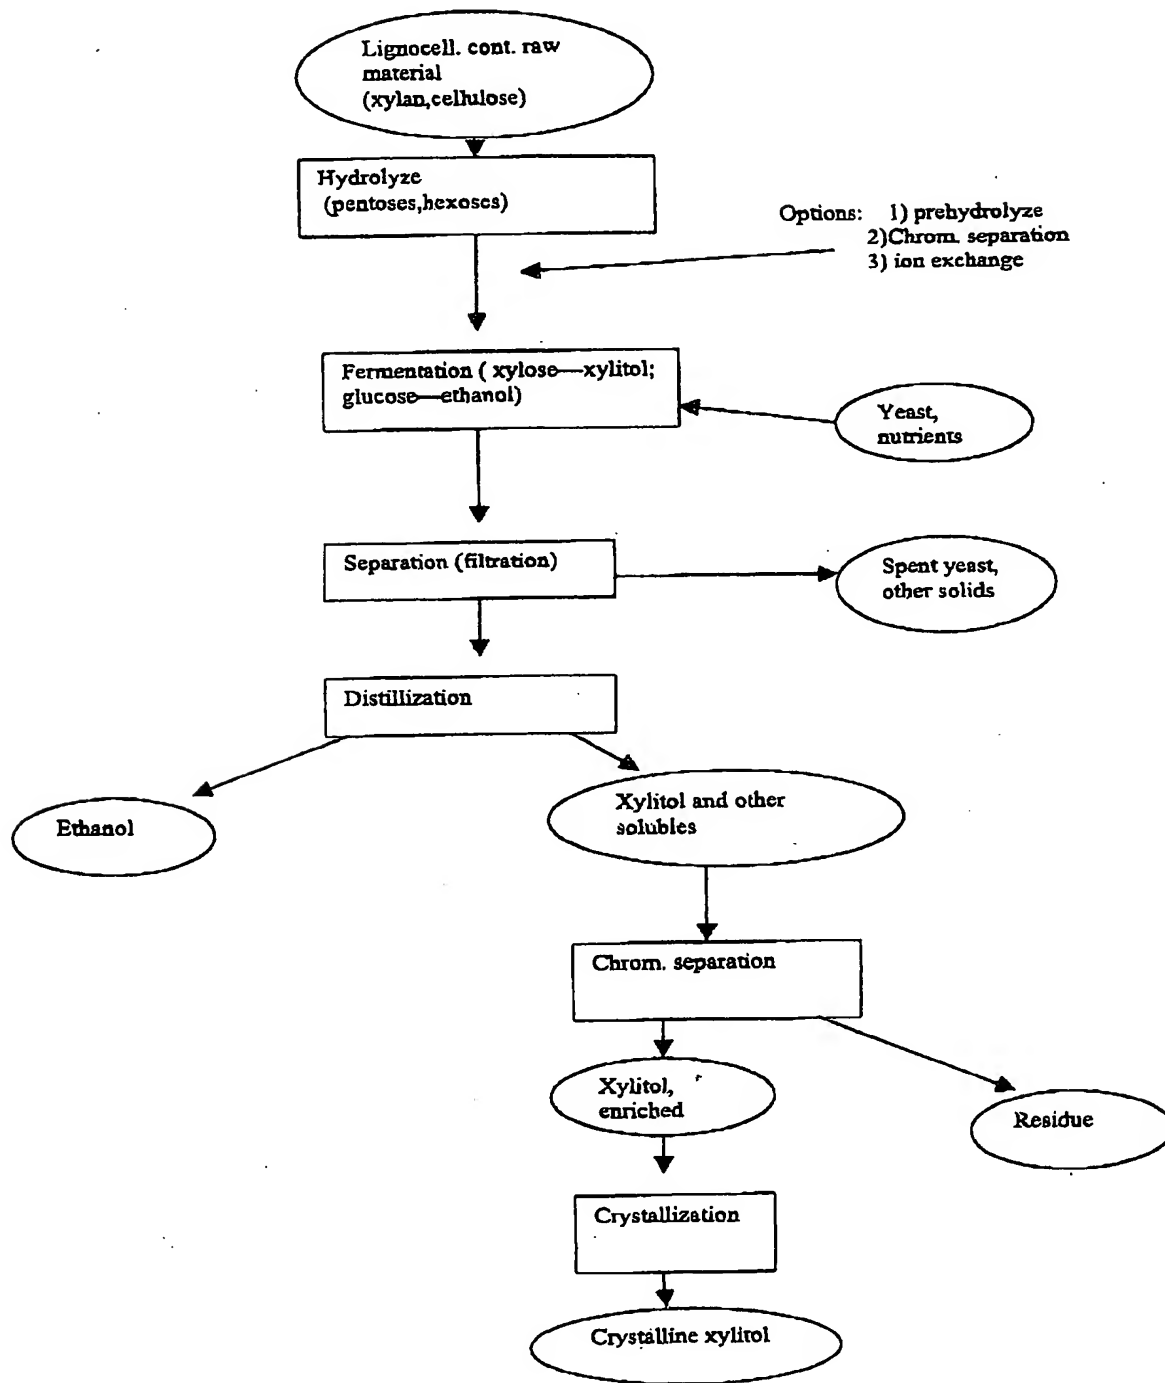 Lignocell. cont. raw
material
(xylan,cellulose)
Hydrolyze
(pentoses,hexoses)
Options: 1) prehydrolyze
2)Chrom. separation
3) ion exchange
Fermentation ( xylose—xylitol;
glucose—ethanol)
Yeast,
nutrients
Separation (filtration)
Spent yeast,
other solids
Distillization
Ethanol
Xylitol and other
solubles
Chrom. separation
Xylitol,
enriched
Residue
Crystallization
Crystalline xylitol